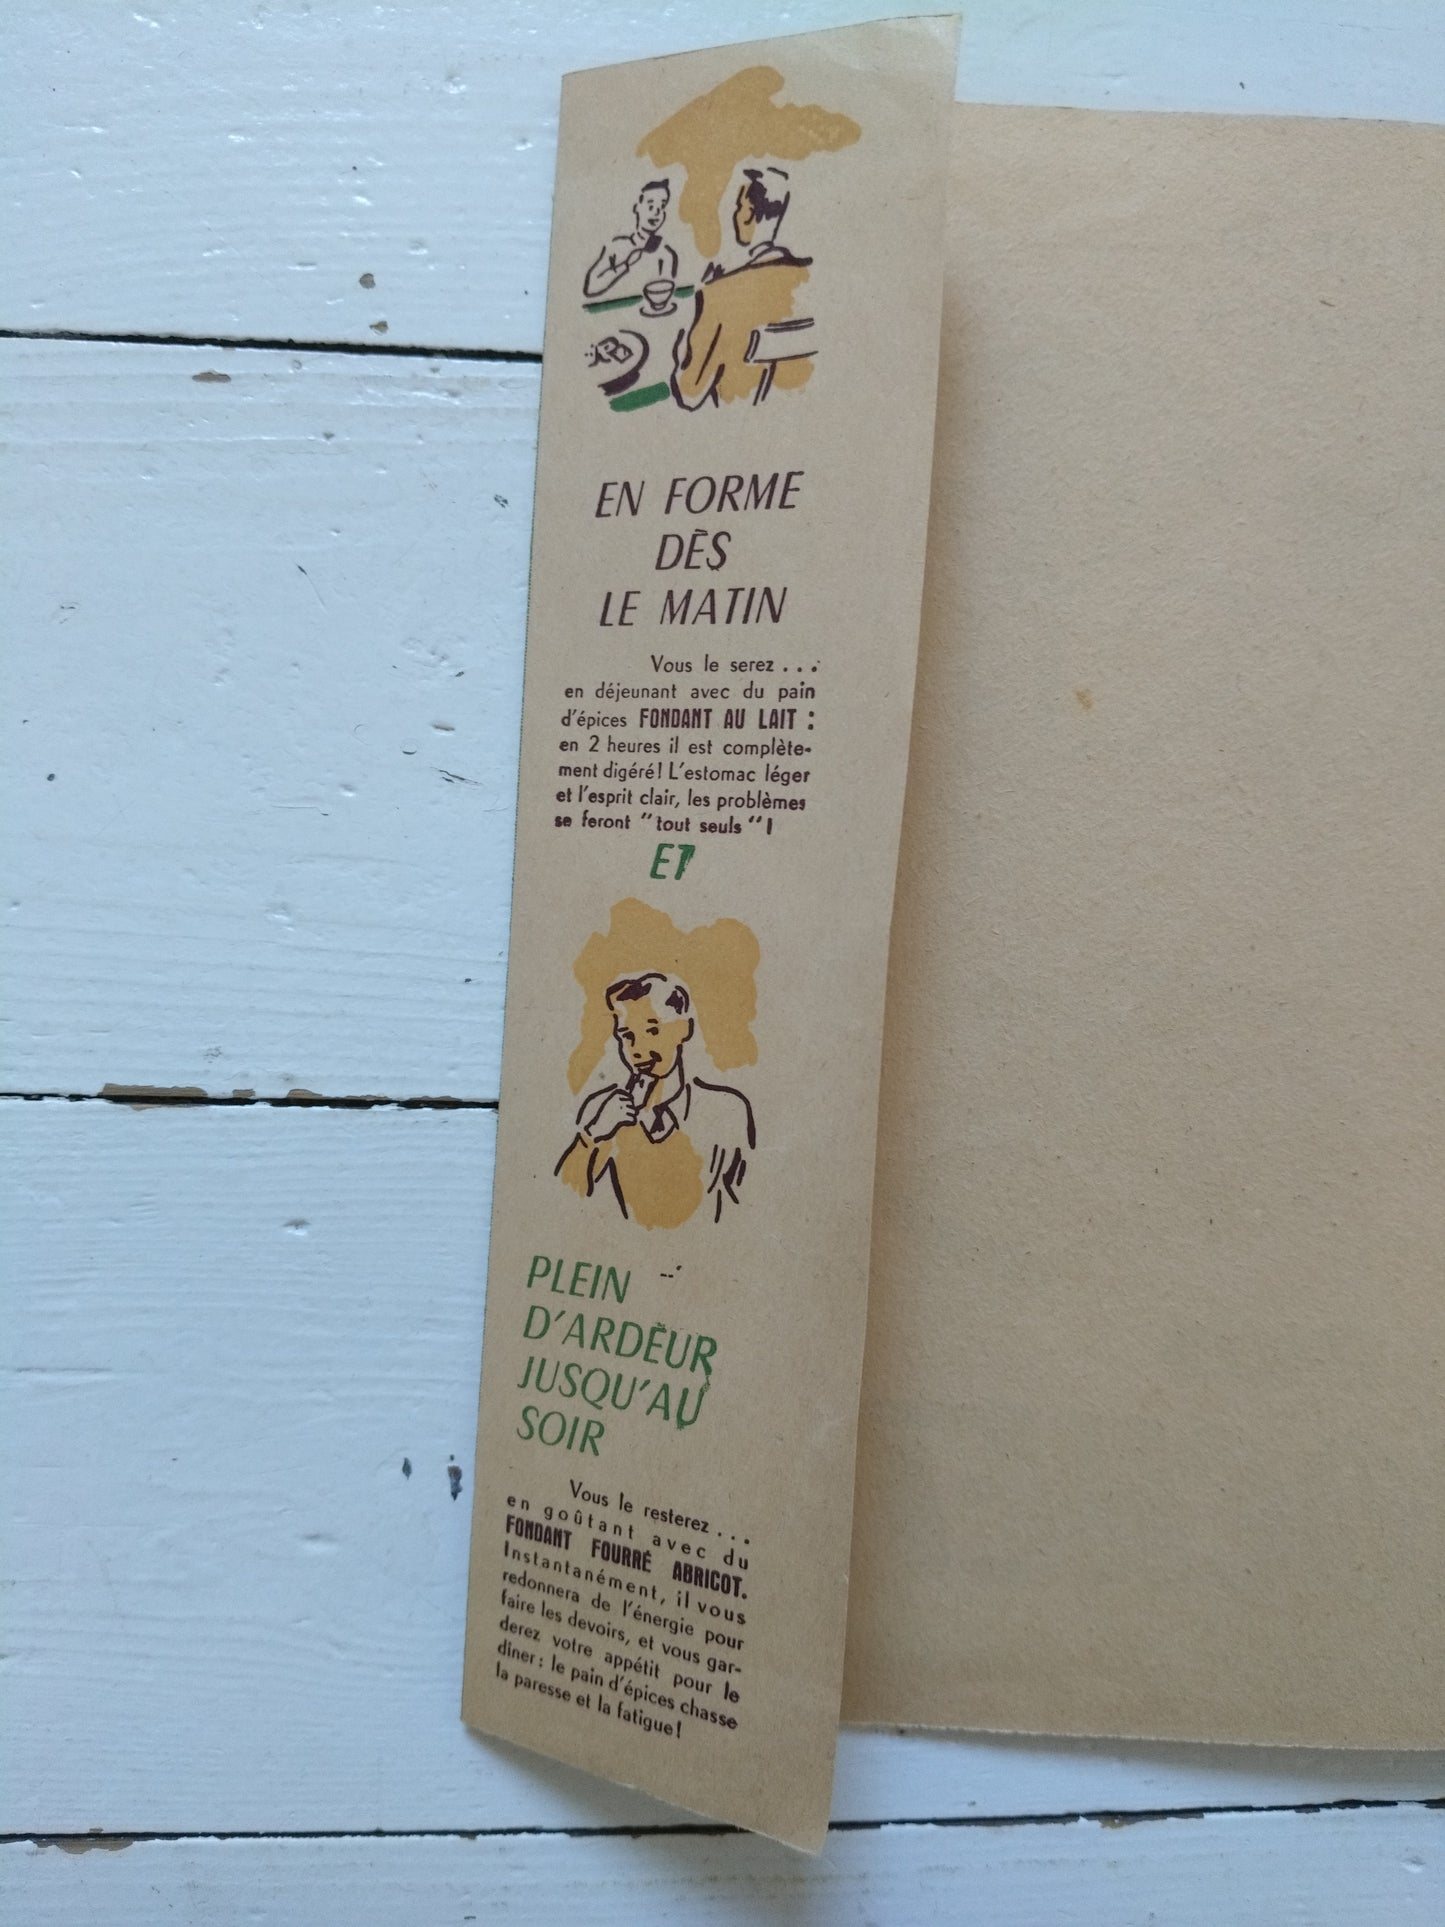 EN FORME
DÈS
LE MATIN
Vous le serez . . .
en déjeunant avec du pain
d'épices FONDANT AU LAIT :
en 2 heures il est complète-
ment digéré! L'estomac léger
et l'esprit clair, les problèmes
se feront "tout seuls"!
ET
PLEIN
D'ARDEUR
JUSQU'AU
SOIR
Vous le resterez . . .
en goûtant avec du
FONDANT FOURRÉ ABRICOT.
Instantanément, il vous
redonnera de l'énergie pour
faire les devoirs, et vous gar-
derez votre appétit pour le
diner : le pain d'épices chasse
la paresse et la fatigue!